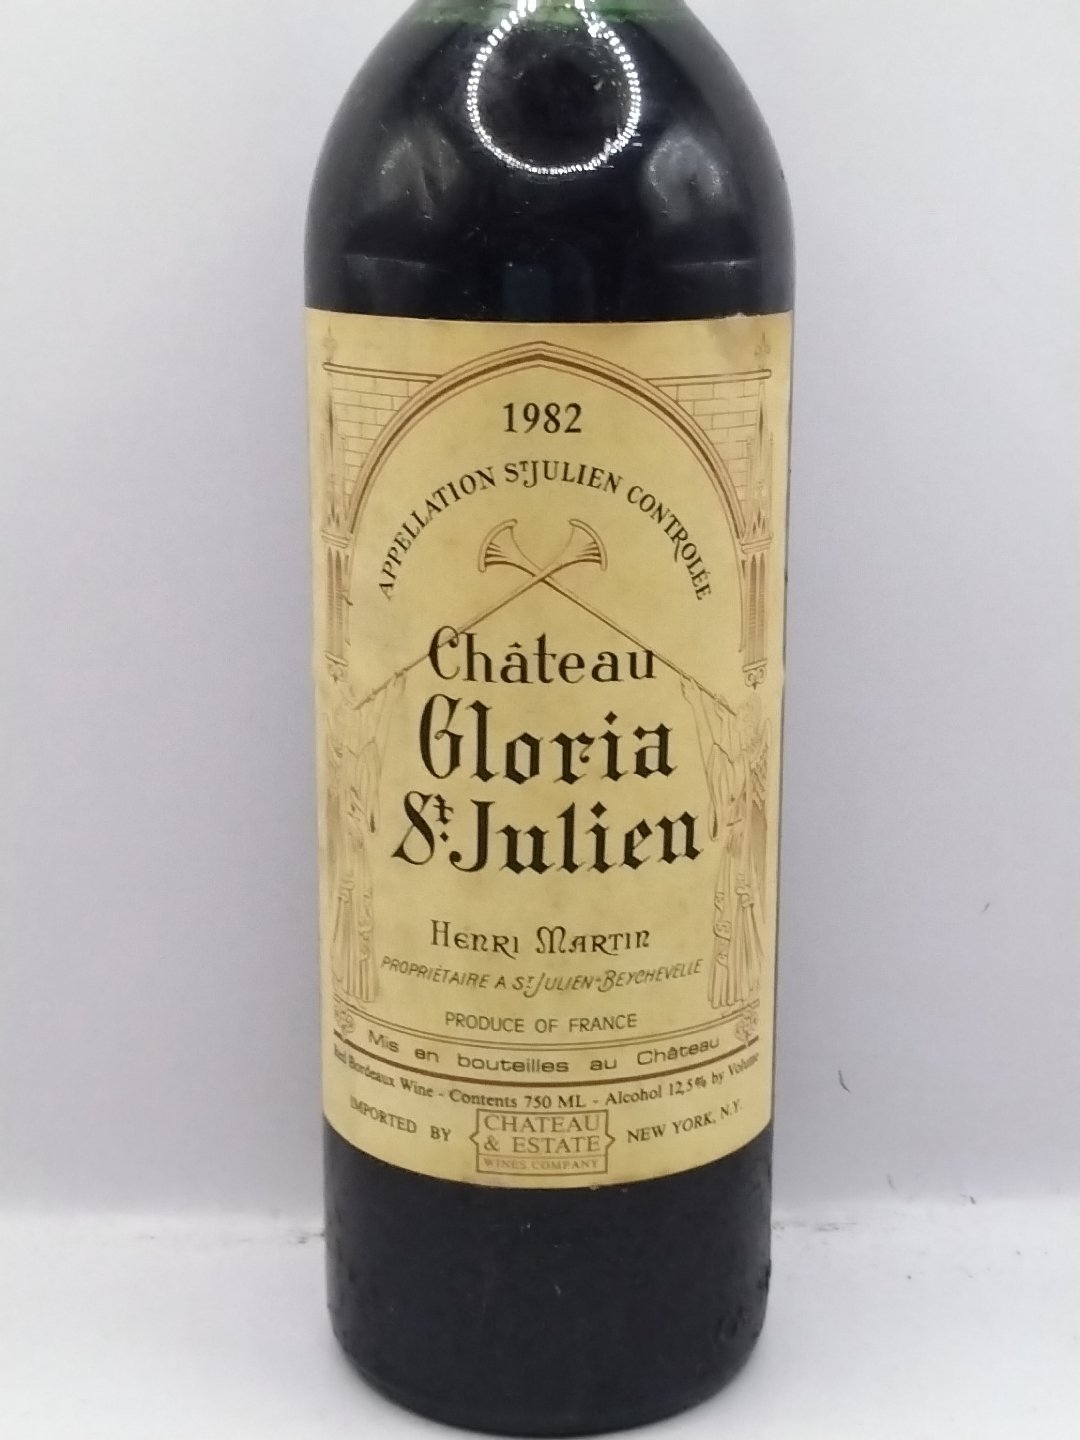 1982
APPELLATION ST JULIEN CONTROLÉE
Château
Gloria
St. Julien
HENRI MARTIN
PROPRIÉTAIRE A ST JULIEN-BEYCHEVELLE
PRODUCE OF FRANCE
Mis en bouteilles au Château
Red Bordeaux Wine - Contents 750 ML - Alcohol 12,5% by Volume
IMPORTED BY CHATEAU & ESTATE WINES COMPANY NEW YORK, N.Y.